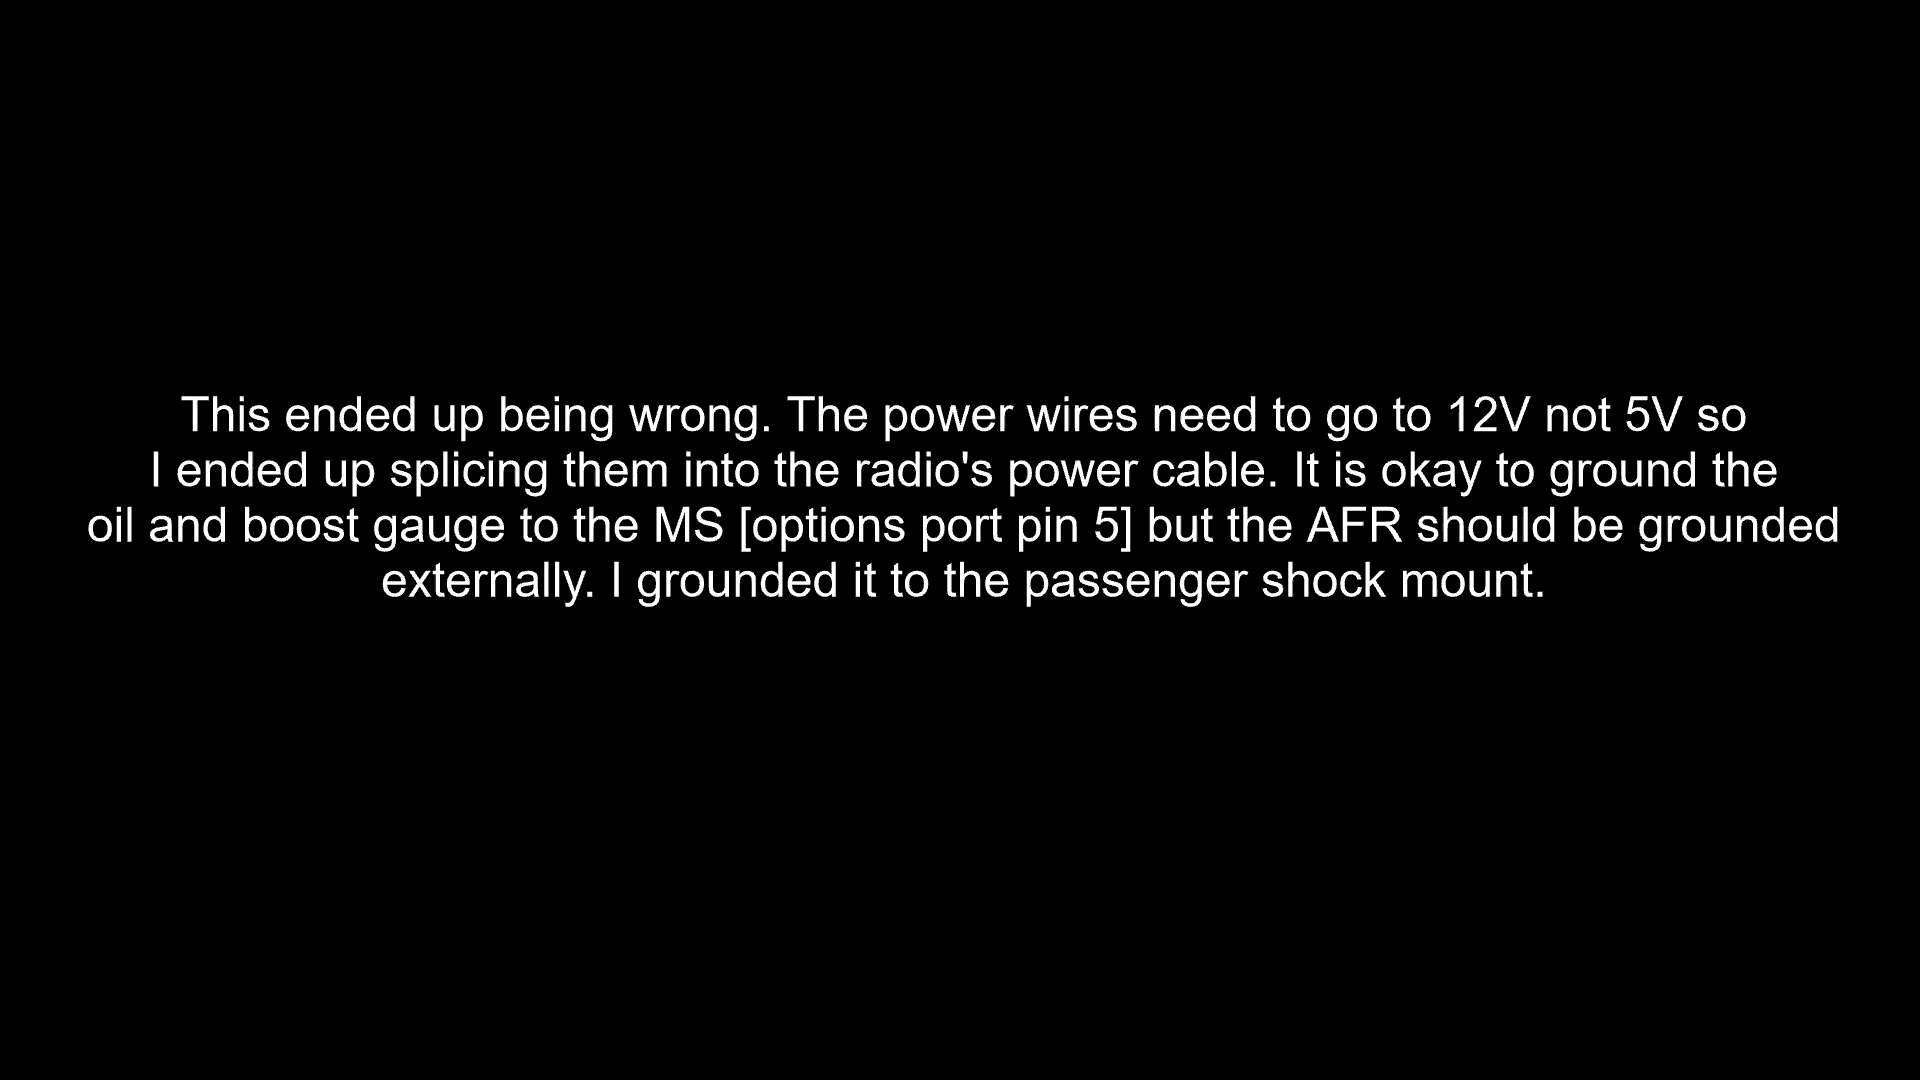 This ended up being wrong. The power wires need to go to 12V not 5V so
I ended up splicing them into the radio's power cable. It is okay to ground the
oil and boost gauge to the MS [options port pin 5] but the AFR should be grounded
externally. I grounded it to the passenger shock mount.